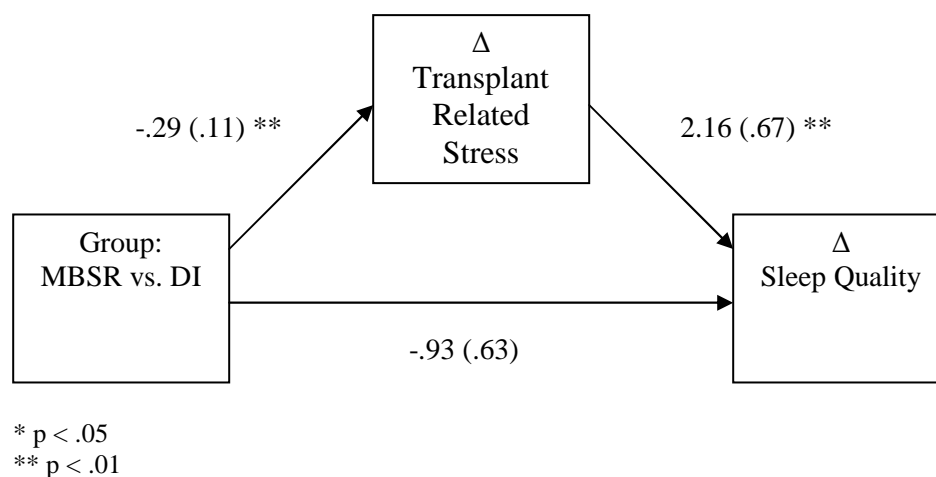 Δ
Transplant
Related
Stress
-.29 (.11) **
2.16 (.67) **
Group:
MBSR vs. DI
Δ
Sleep Quality
-.93 (.63)
* p < .05
** p < .01